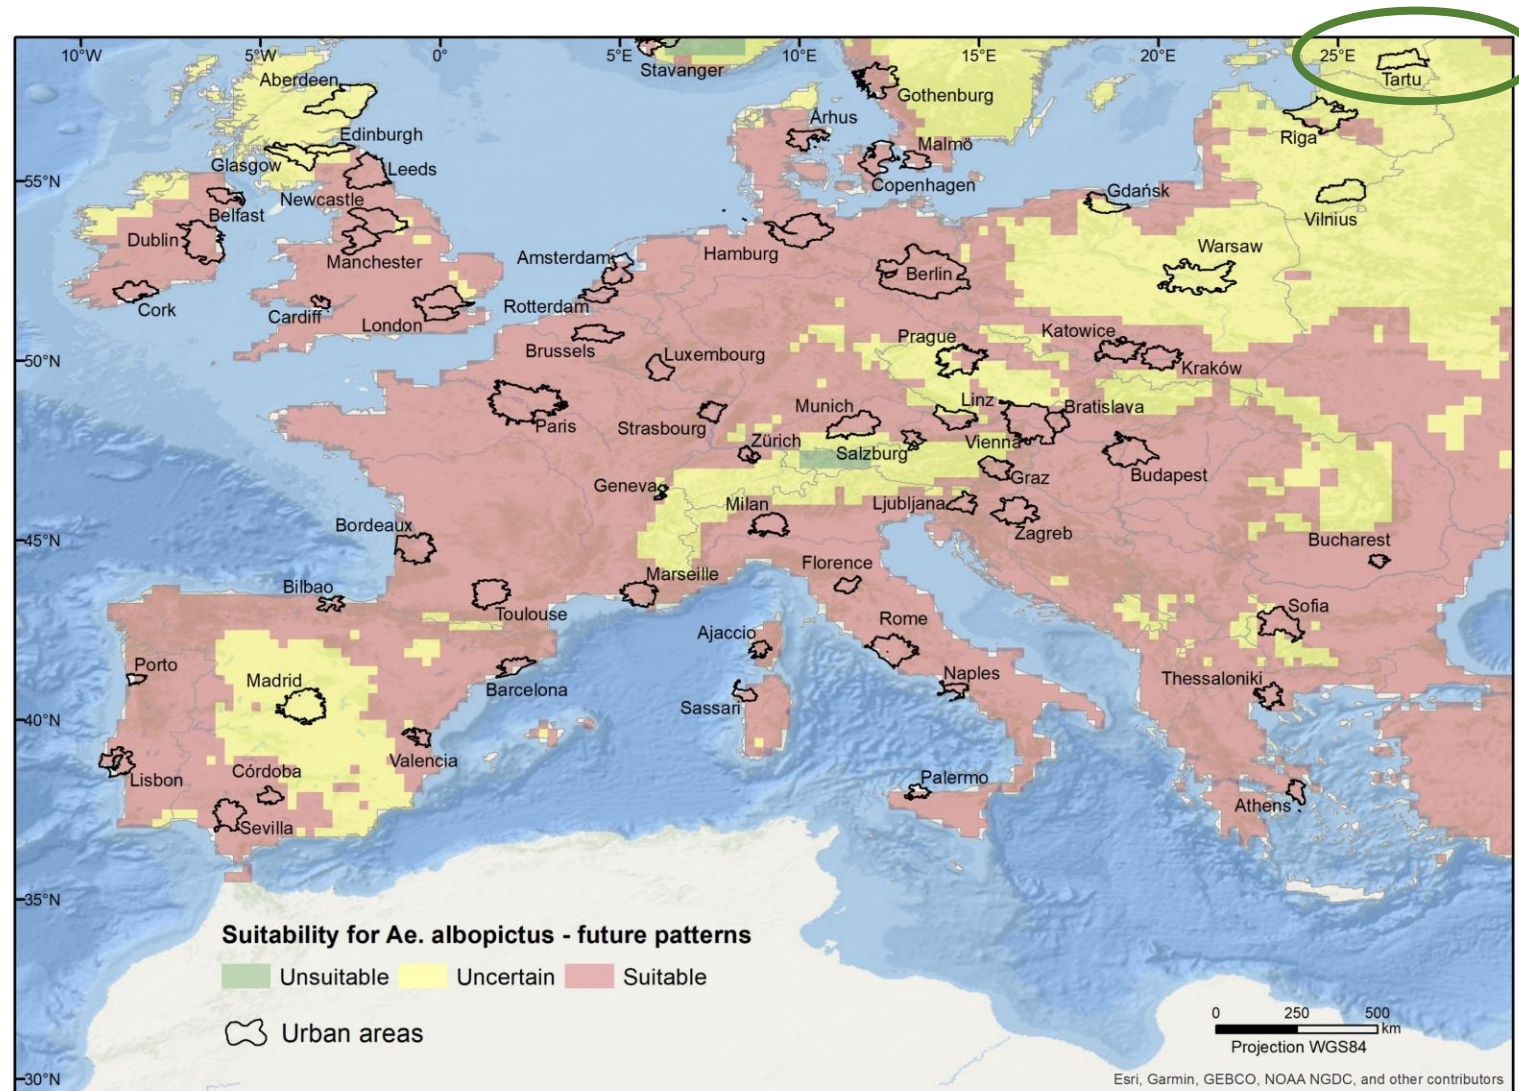 10°W 5°W 0° 5°E 10°E 15°E 20°E 25°E
Stavanger
Tartu
Aberdeen
Gothenburg
Århus
Edinburgh
Riga
Glasgow
Leeds
Malmö
55°N
Copenhagen
Newcastle
Gdańsk
Belfast
Vilnius
Dublin
Warsaw
Hamburg
Amsterdam
Manchester
Berlin
Rotterdam
Cork
Cardiff
London
Katowice
Prague
Brussels
Luxembourg
50°N
Kraków
Linz
Munich
Bratislava
Paris
Strasbourg
Zürich
Vienna
Salzburg
Budapest
Graz
Geneva
Milan
Ljubljana
Bordeaux
Zagreb
45°N
Bucharest
Florence
Marseille
Bilbao
Sofia
Toulouse
Rome
Ajaccio
Porto
Naples
Madrid
Thessaloniki
Barcelona
Sassari
40°N
Valencia
Córdoba
Lisbon
Palermo
Athens
Sevilla
35°N
Suitability for Ae. albopictus - future patterns
Unsuitable Uncertain Suitable
Urban areas
0 250 500
km
Projection WGS84
30°N
Esri, Garmin, GEBCO, NOAA NGDC, and other contributors